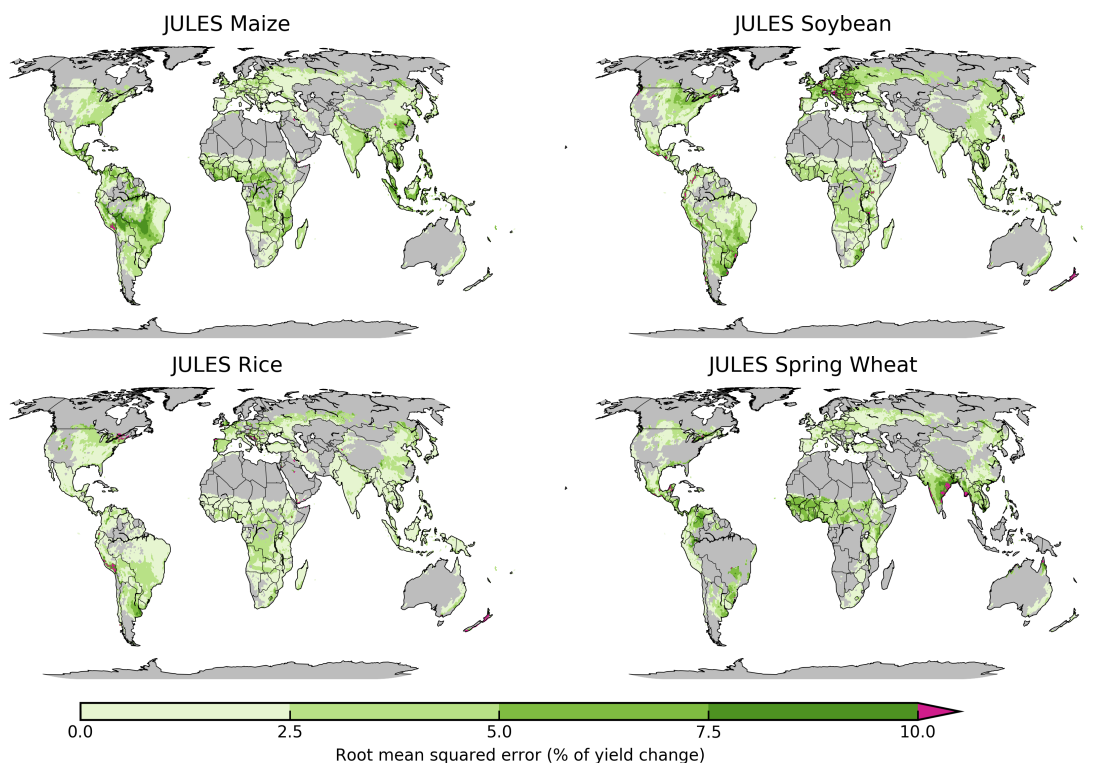 JULES Maize
JULES Soybean
JULES Rice
JULES Spring Wheat
0.0 2.5 5.0 7.5 10.0
Root mean squared error (% of yield change)